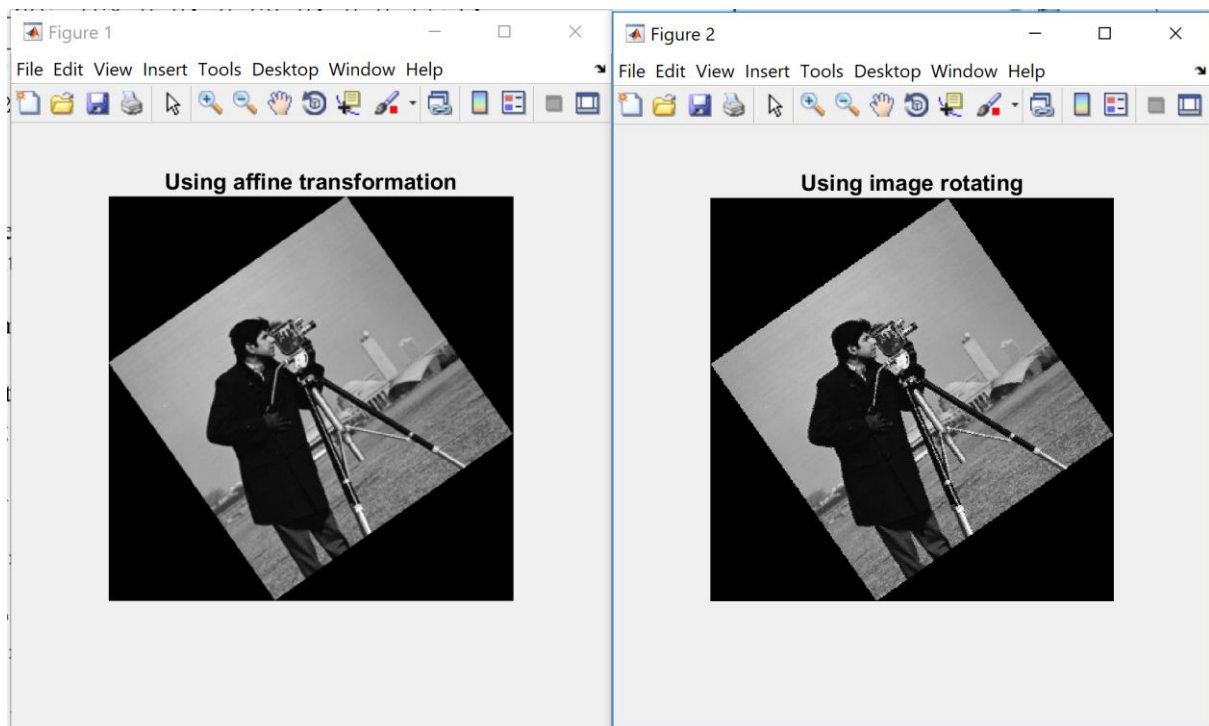 Figure 1
File Edit View Insert Tools Desktop Window Help
Using affine transformation
Figure 2
File Edit View Insert Tools Desktop Window Help
Using image rotating